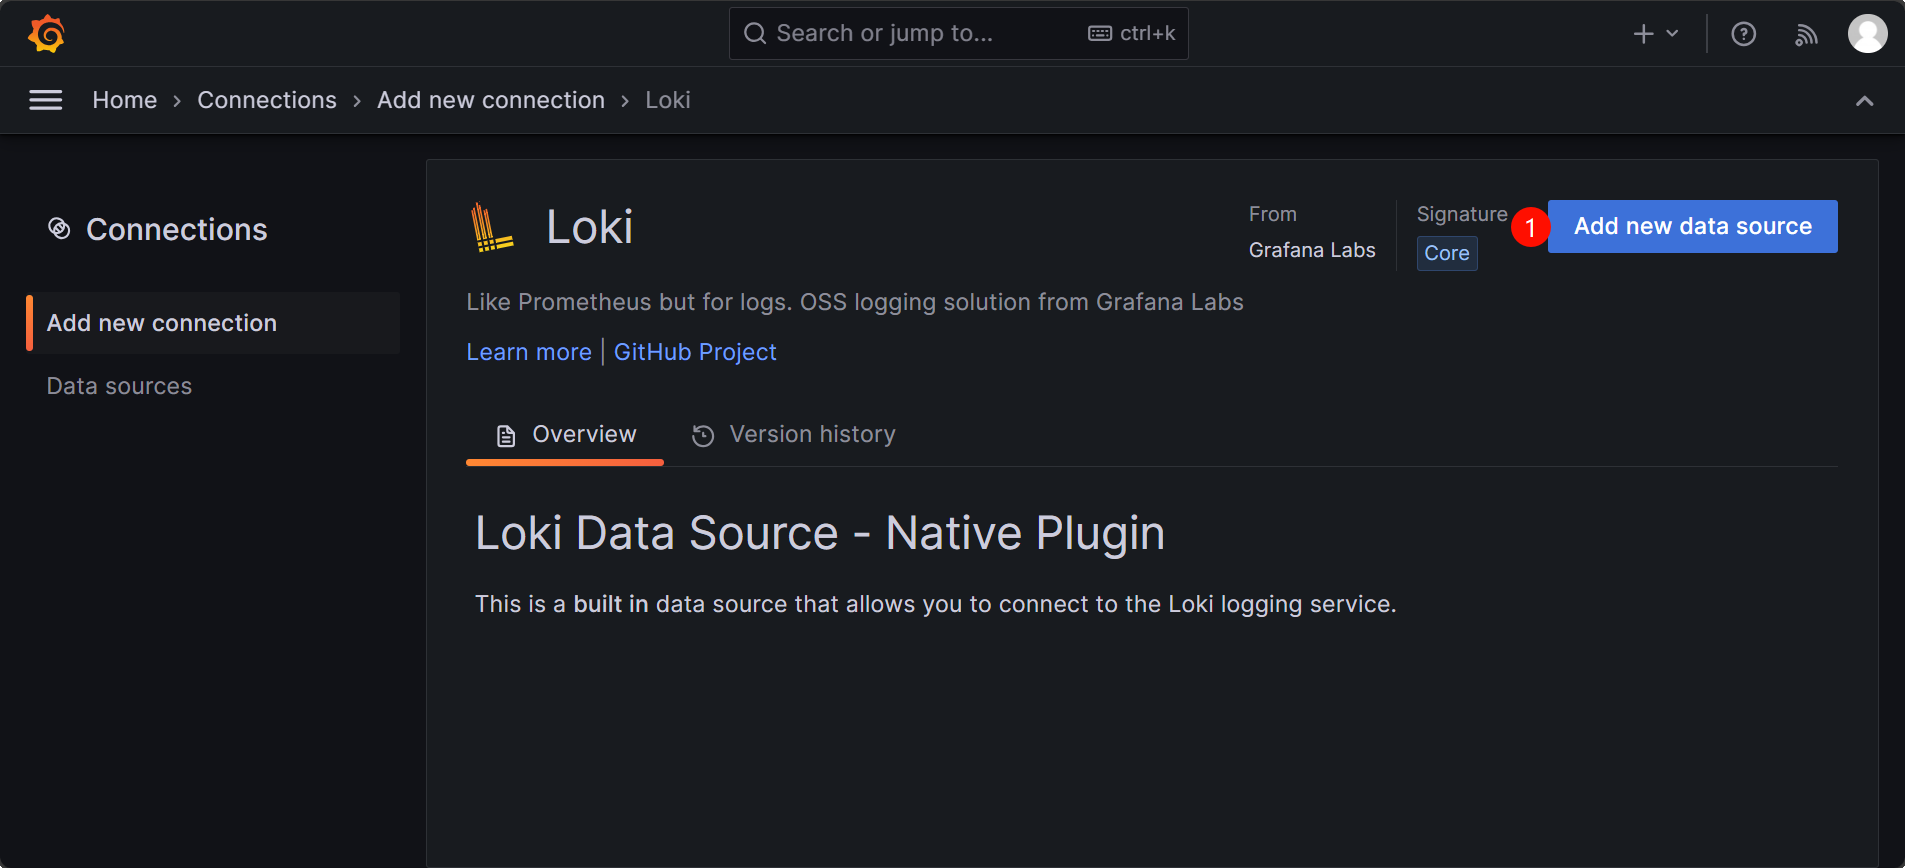 Search or jump to... ctrl+k
Home > Connections > Add new connection > Loki
Connections
Add new connection
Data sources
Loki
From
Grafana Labs
Signature
Core
1
Add new data source
Like Prometheus but for logs. OSS logging solution from Grafana Labs
Learn more | GitHub Project
Overview
Version history
Loki Data Source - Native Plugin
This is a built in data source that allows you to connect to the Loki logging service.